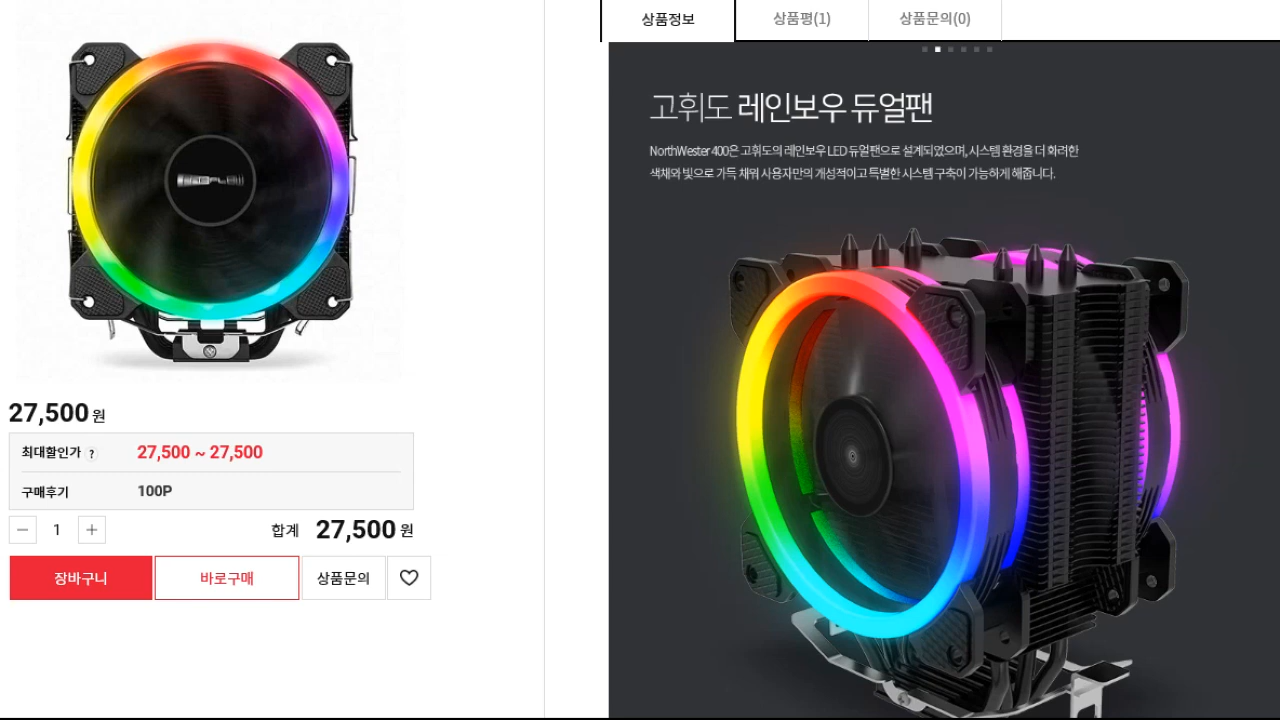 27,500 원
최대할인가 ? 27,500 ~ 27,500
구매후기 100P
1 합계 27,500 원
장바구니 바로구매 상품문의
상품정보 상품평(1) 상품문의(0)
고휘도 레인보우 듀얼팬
NorthWester 400은 고휘도의 레인보우 LED 듀얼팬으로 설계되었으며, 시스템 환경을 더 화려한
색채와 빛으로 가득 채워 사용자만의 개성적이고 특별한 시스템 구축이 가능하게 해줍니다.